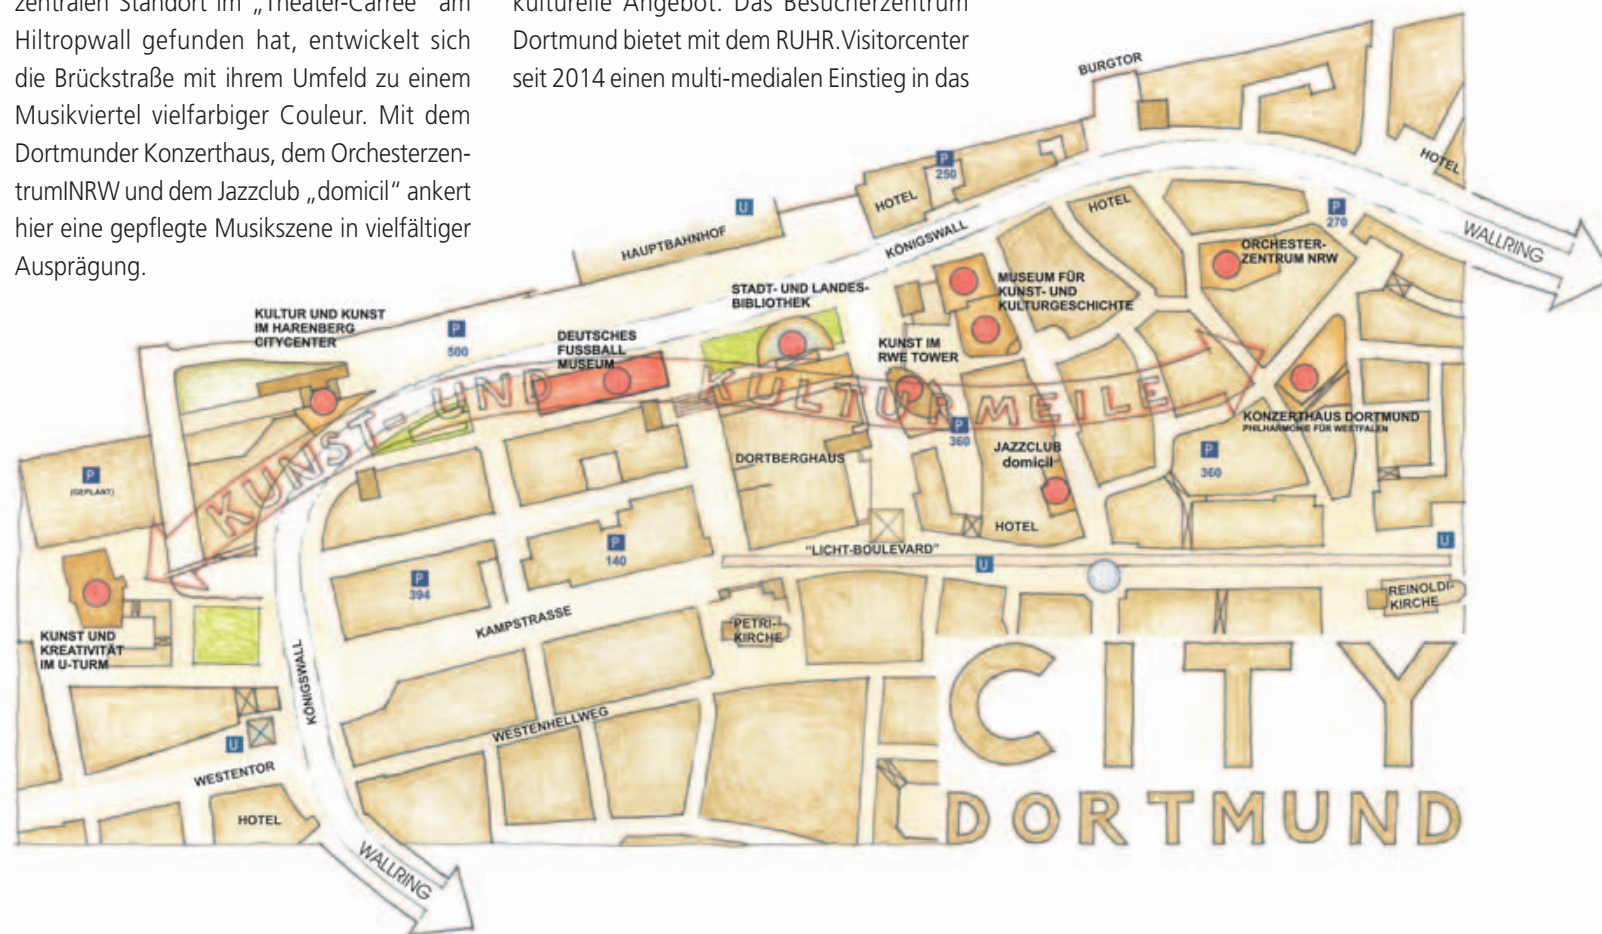 zentralen Standort im „Theater-Carree" am
Hiltropwall gefunden hat, entwickelt sich
die Brückstraße mit ihrem Umfeld zu einem
Musikviertel vielfarbiger Couleur. Mit dem
Dortmunder Konzerthaus, dem Orchesterzen-
trumINRW und dem Jazzclub „domicil" ankert
hier eine gepflegte Musikszene in vielfältiger
Ausprägung.
kulturelle Angebot. Das Besucherzentrum
Dortmund bietet mit dem RUHR.Visitorcenter
seit 2014 einen multi-medialen Einstieg in das
BURGTOR
HOTEL
P
250
HOTEL
U
HAUPTBAHNHOF
KÖNIGSWALL
HOTEL
P
270
WALLRING
ORCHESTER-
ZENTRUM NRW
MUSEUM FÜR
KUNST- UND
KULTURGESCHICHTE
STADT- UND LANDES-
BIBLIOTHEK
KULTUR UND KUNST
IM HARENBERG
CITYCENTER
P
500
DEUTSCHES
FUSSBALL
MUSEUM
KUNST IM
RWE TOWER
KUNST- UND KULTURMEILE
KONZERTHAUS DORTMUND
PHILHARMONIE FÜR WESTFALEN
P
360
P
360
JAZZCLUB
domicil
DORTBERGHAUS
P
(GEPLANT)
HOTEL
"LICHT-BOULEVARD"
U
U
P
140
P
394
KAMPSTRASSE
PETRI-
KIRCHE
REINOLDI-
KIRCHE
KUNST UND
KREATIVITÄT
IM U-TURM
KÖNIGSWALL
WESTENHELLWEG
U
WESTENTOR
HOTEL
WALLRING
CITY
DORTMUND